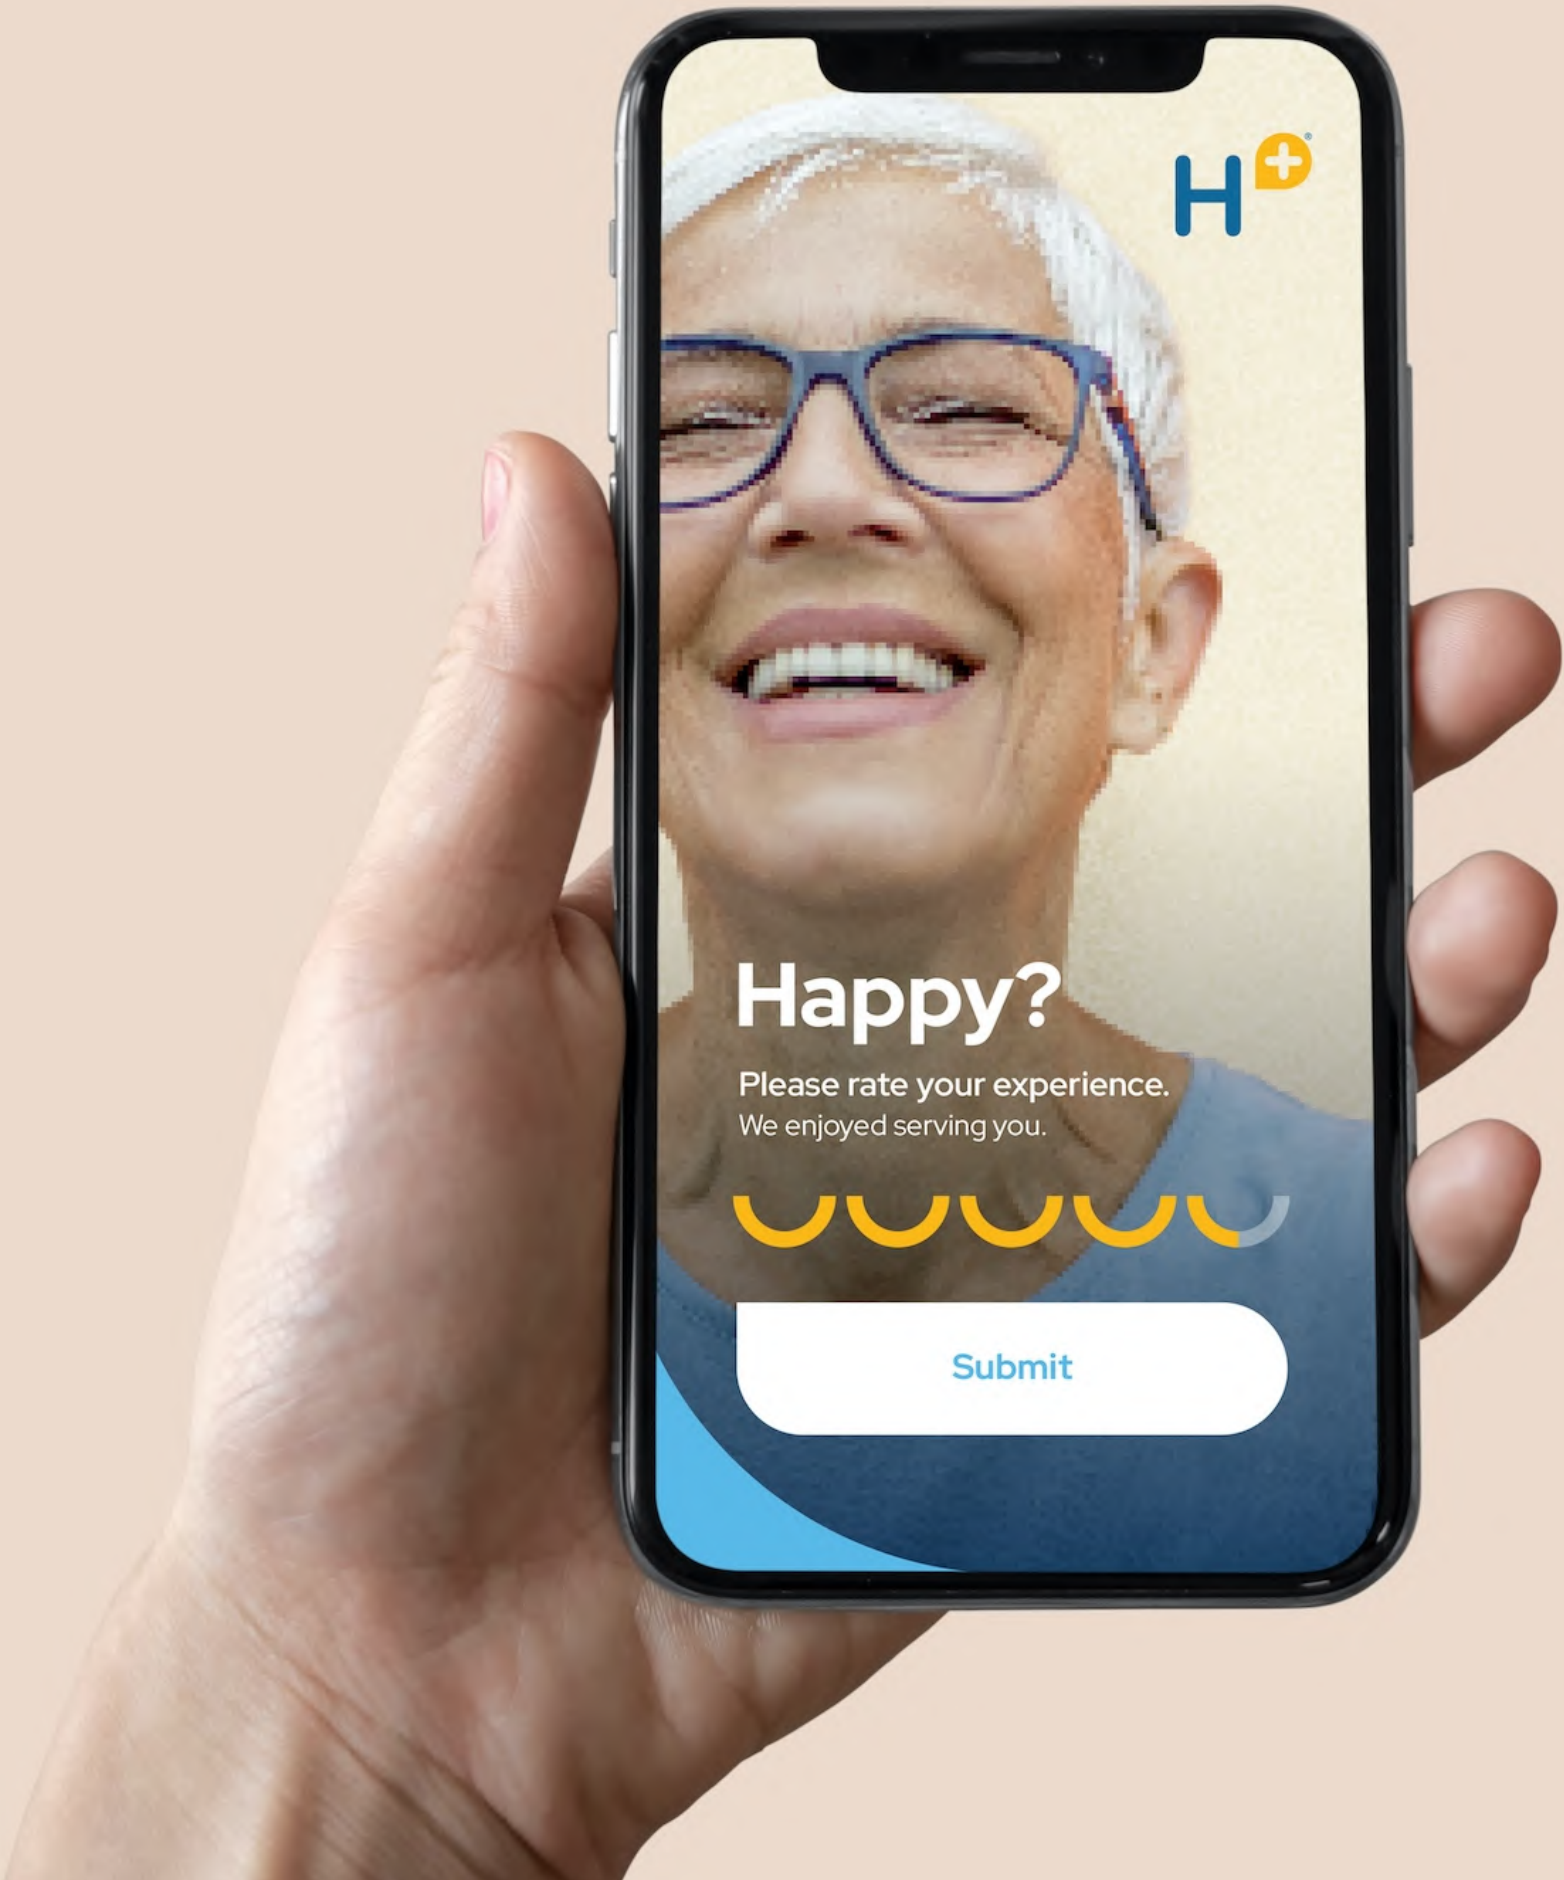 H+®
Happy?
Please rate your experience.
We enjoyed serving you.
Submit